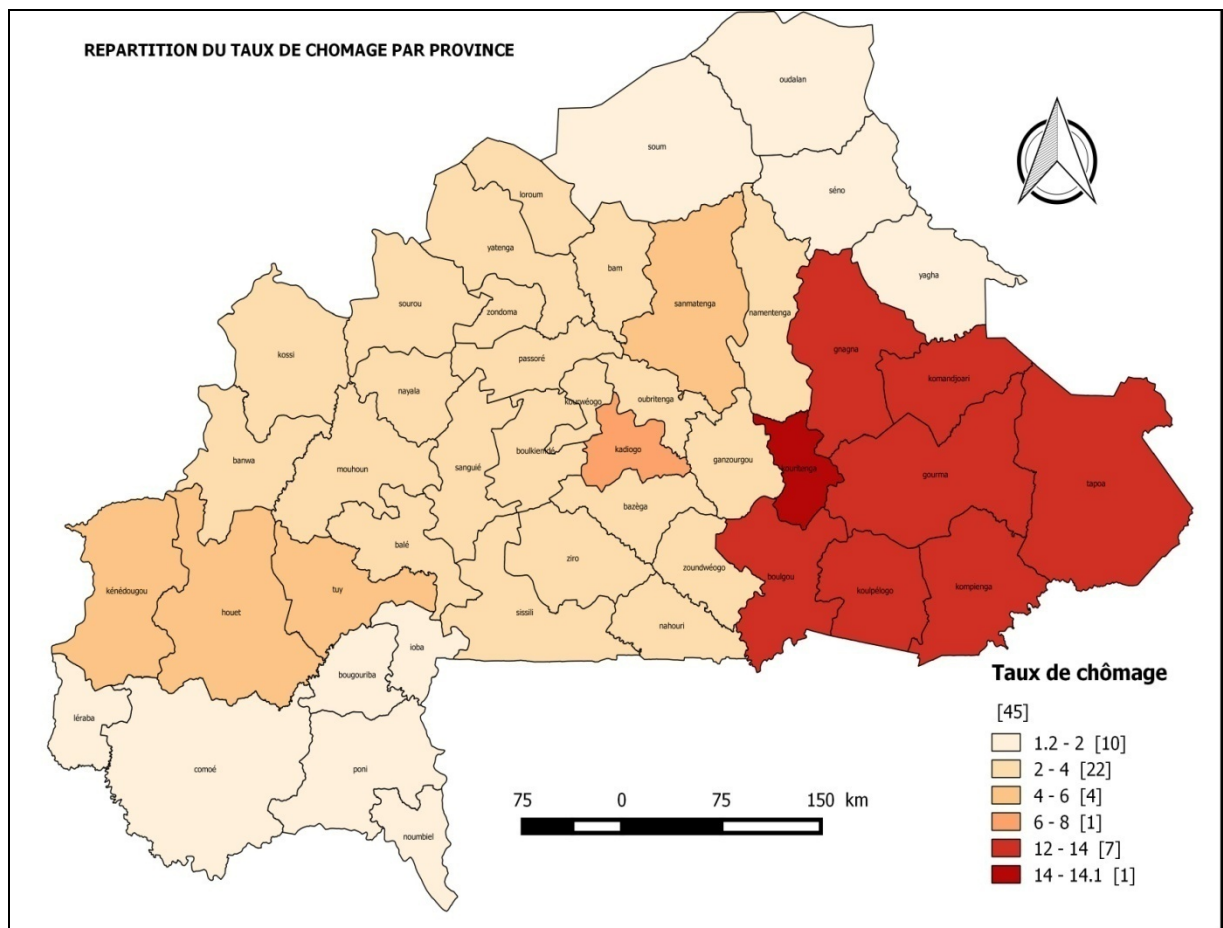 REPARTITION DU TAUX DE CHOMAGE PAR PROVINCE
oudalan
soum
séno
loroum
yatenga
bam
yagha
sanmatenga
sourou
zondoma
namentenga
gnagna
kossi
passoré
komandjoari
nayala
kourwéogo
oubritenga
banwa
mouhoun
sanguié
boulkiemdé
kadiogo
ganzourgou
kouritenga
gourma
tapoa
bazèga
balé
ziro
zoundwéogo
boulgou
koulpélogo
kompienga
kénédougou
houet
tuy
sissili
nahouri
ioba
bougouriba
léraba
comoé
poni
noumbiel
Taux de chômage
[45]
1.2 - 2 [10]
2 - 4 [22]
4 - 6 [4]
6 - 8 [1]
12 - 14 [7]
14 - 14.1 [1]
75 0 75 150 km